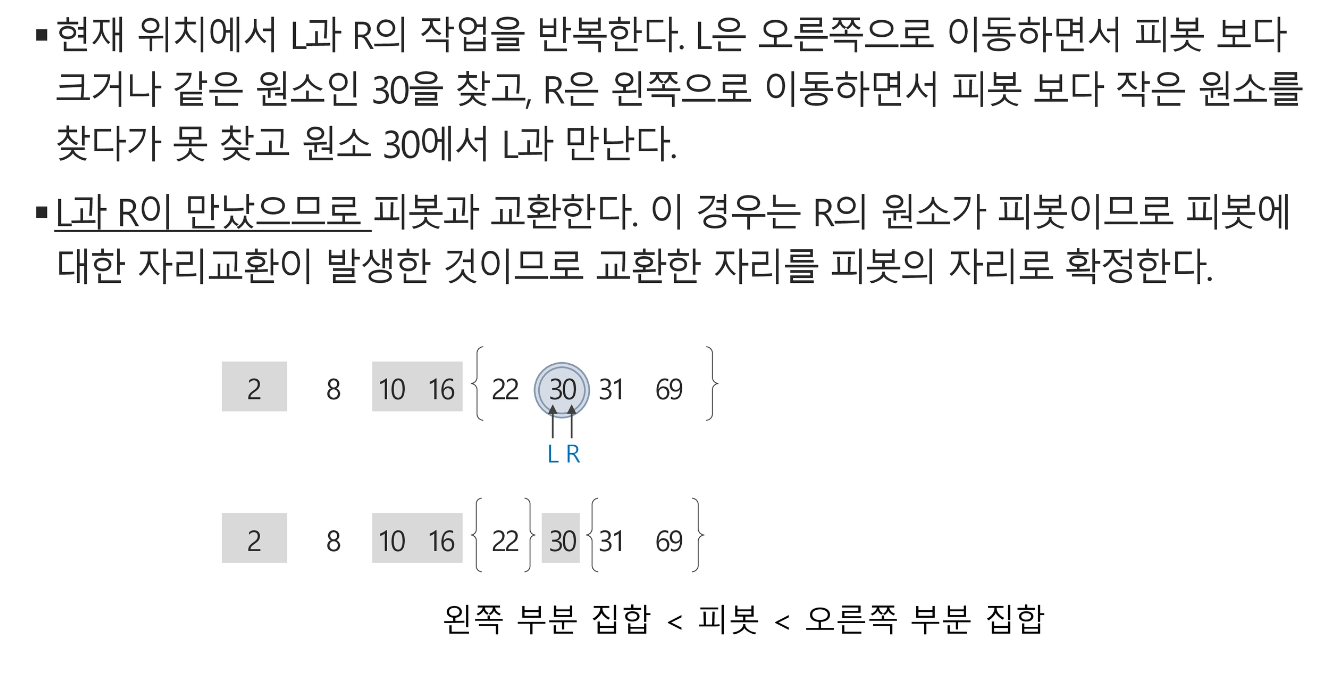 ▪현재 위치에서 L과 R의 작업을 반복한다. L은 오른쪽으로 이동하면서 피봇 보다
크거나 같은 원소인 30을 찾고, R은 왼쪽으로 이동하면서 피봇 보다 작은 원소를
찾다가 못 찾고 원소 30에서 L과 만난다.
▪L과 R이 만났으므로 피봇과 교환한다. 이 경우는 R의 원소가 피봇이므로 피봇에
대한 자리교환이 발생한 것이므로 교환한 자리를 피봇의 자리로 확정한다.
2 8 10 16 { 22 30 31 69 }
L R
2 8 10 16 { 22 } 30 { 31 69 }
왼쪽 부분 집합 < 피봇 < 오른쪽 부분 집합